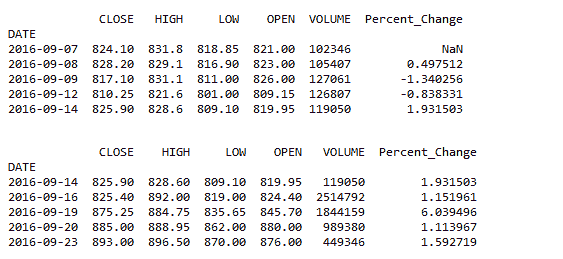 CLOSE HIGH LOW OPEN VOLUME Percent_Change
DATE
2016-09-07 824.10 831.8 818.85 821.00 102346 NaN
2016-09-08 828.20 829.1 816.90 823.00 105407 0.497512
2016-09-09 817.10 831.1 811.00 826.00 127061 -1.340256
2016-09-12 810.25 821.6 801.00 809.15 126807 -0.838331
2016-09-14 825.90 828.6 809.10 819.95 119050 1.931503
CLOSE HIGH LOW OPEN VOLUME Percent_Change
DATE
2016-09-14 825.90 828.60 809.10 819.95 119050 1.931503
2016-09-16 825.40 892.00 819.00 824.40 2514792 1.151961
2016-09-19 875.25 884.75 835.65 845.70 1844159 6.039496
2016-09-20 885.00 888.95 862.00 880.00 989380 1.113967
2016-09-23 893.00 896.50 870.00 876.00 449346 1.592719